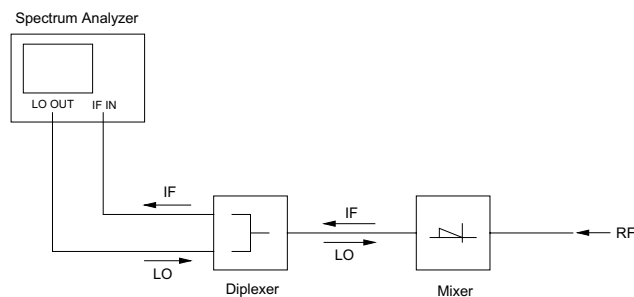 Spectrum Analyzer
LO OUT IF IN
IF
LO
Diplexer
IF
LO
Mixer
RF